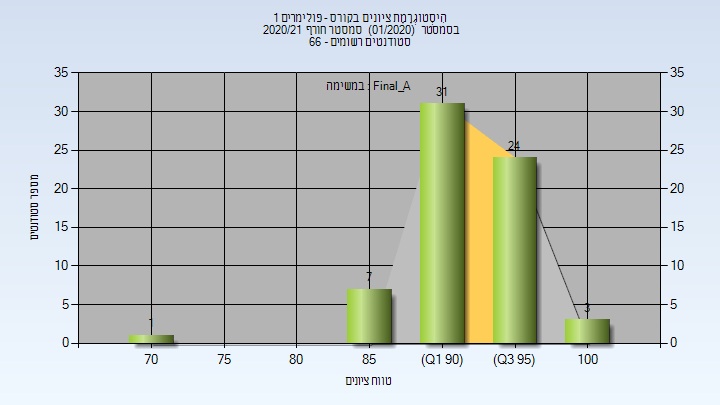 היסטוגרמת ציונים בקורס - פולימרים 1
בסמסטר (01/2020) סמסטר חורף 2020/21
סטודנטים רשומים - 66
במשימה : Final_A
מספר סטודנטים
35 35
30 30
25 25
20 20
15 15
10 10
5 5
0 0
1 7 31 24 3
70 75 80 85 (Q1 90) (Q3 95) 100
טווח ציונים